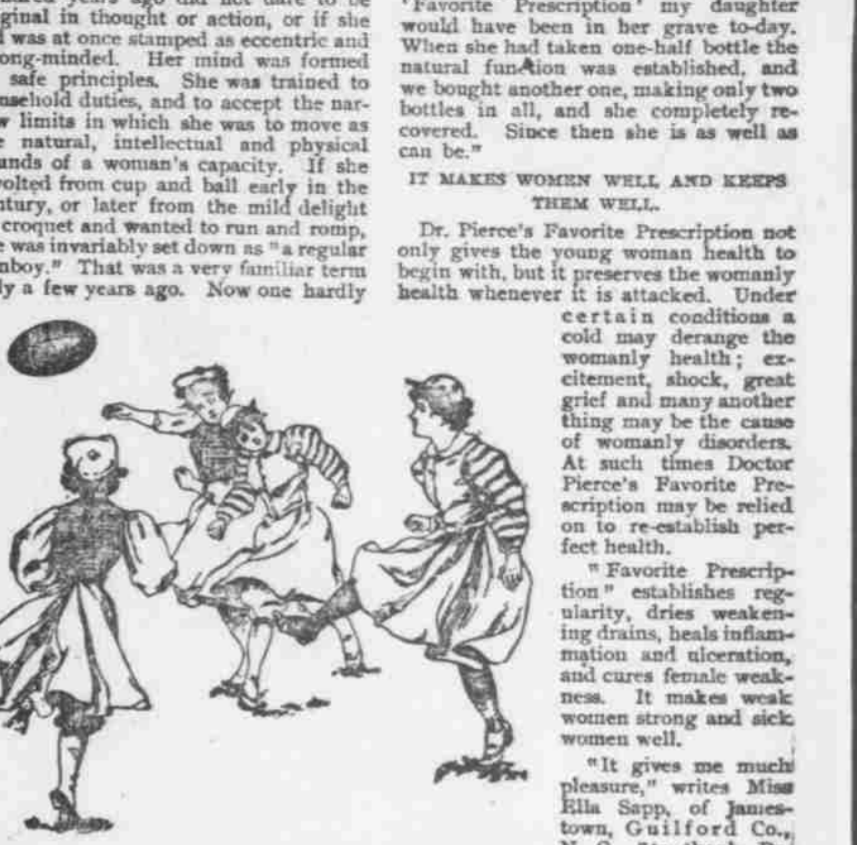 ginal in thought or action, or if she
was at once stamped as eccentric and
ong-minded. Her mind was formed
safe principles. She was trained to
usehold duties, and to accept the nar-
w limits in which she was to move as
e natural, intellectual and physical
unds of a woman's capacity. If she
volted from cup and ball early in the
ntury, or later from the mild delight
croquet and wanted to run and romp,
e was invariably set down as "a regular
mboy." That was a very familiar term
ly a few years ago. Now one hardly
'Favorite Prescription' my daughter
would have been in her grave to-day.
When she had taken one-half bottle the
natural function was established, and
we bought another one, making only two
bottles in all, and she completely re-
covered. Since then she is as well as
can be."
IT MAKES WOMEN WELL AND KEEPS
THEM WELL.
Dr. Pierce's Favorite Prescription not
only gives the young woman health to
begin with, but it preserves the womanly
health whenever it is attacked. Under
certain conditions a
cold may derange the
womanly health; ex-
citement, shock, great
grief and many another
thing may be the cause
of womanly disorders.
At such times Doctor
Pierce's Favorite Pre-
scription may be relied
on to re-establish per-
fect health.
"Favorite Prescrip-
tion" establishes reg-
ularity, dries weaken-
ing drains, heals inflam-
mation and ulceration,
and cures female weak-
ness. It makes weak
women strong and sick
women well.
"It gives me much
pleasure," writes Miss
Ella Sapp, of James-
town, Guilford Co.,